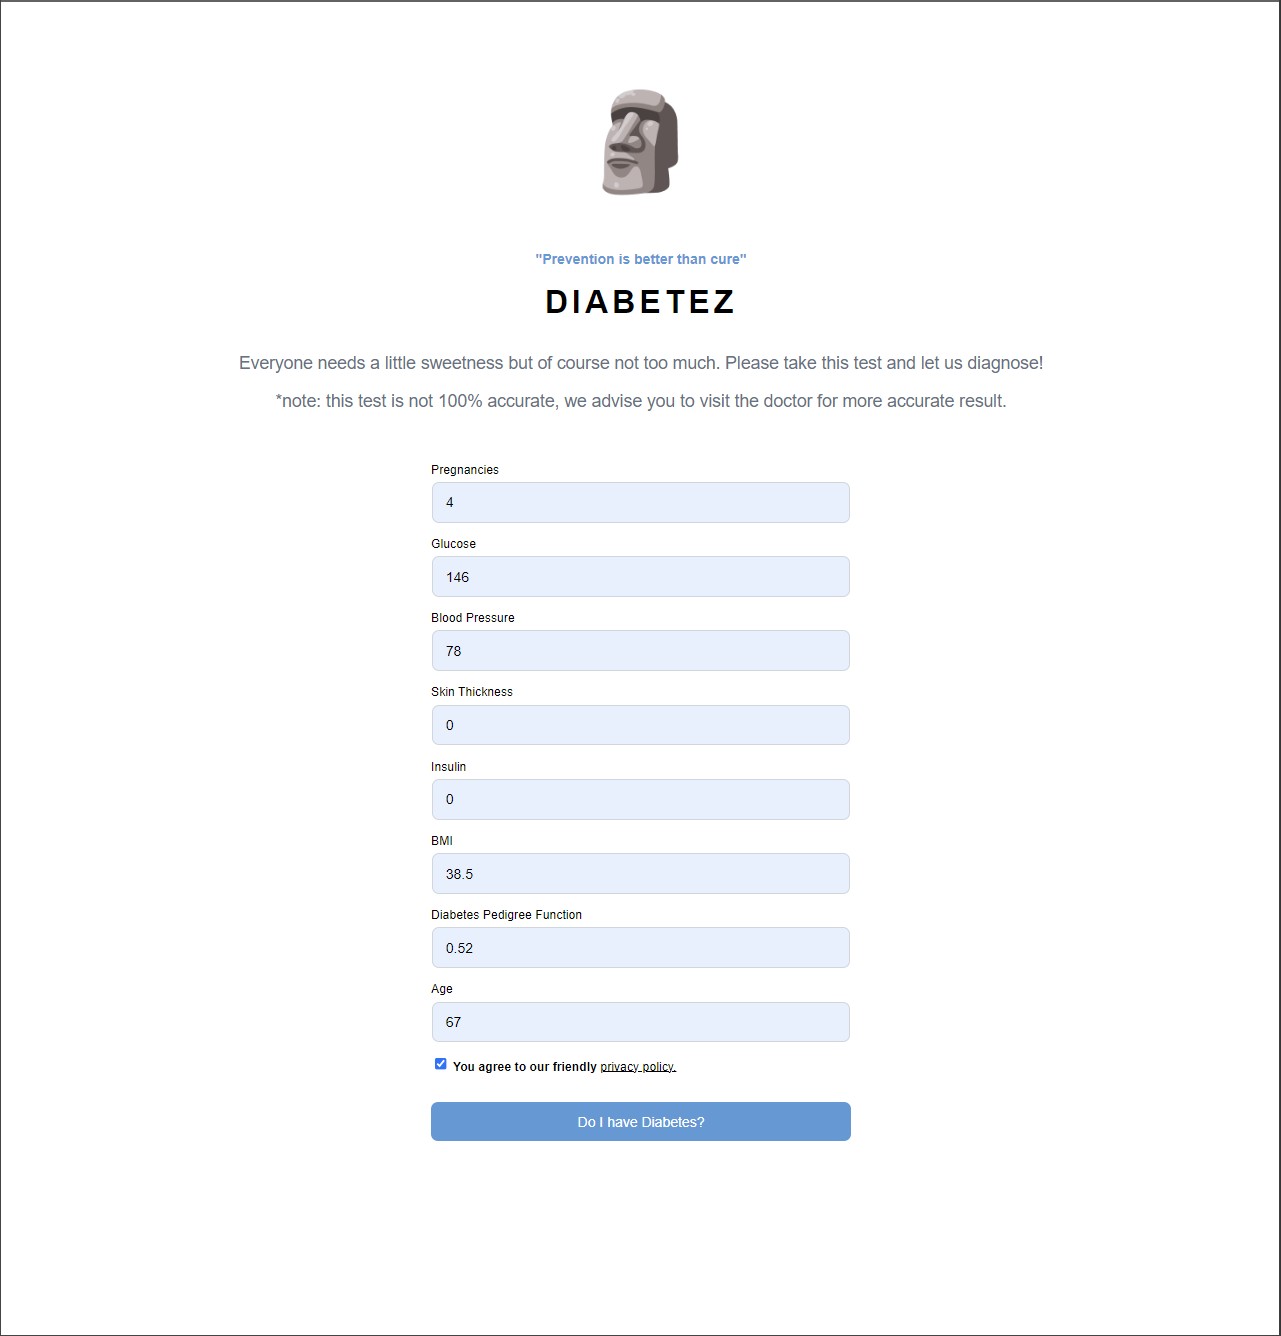 "Prevention is better than cure"
DIABETEZ
Everyone needs a little sweetness but of course not too much. Please take this test and let us diagnose!
*note: this test is not 100% accurate, we advise you to visit the doctor for more accurate result.
Pregnancies
4
Glucose
146
Blood Pressure
78
Skin Thickness
0
Insulin
0
BMI
38.5
Diabetes Pedigree Function
0.52
Age
67
You agree to our friendly privacy policy.
Do I have Diabetes?